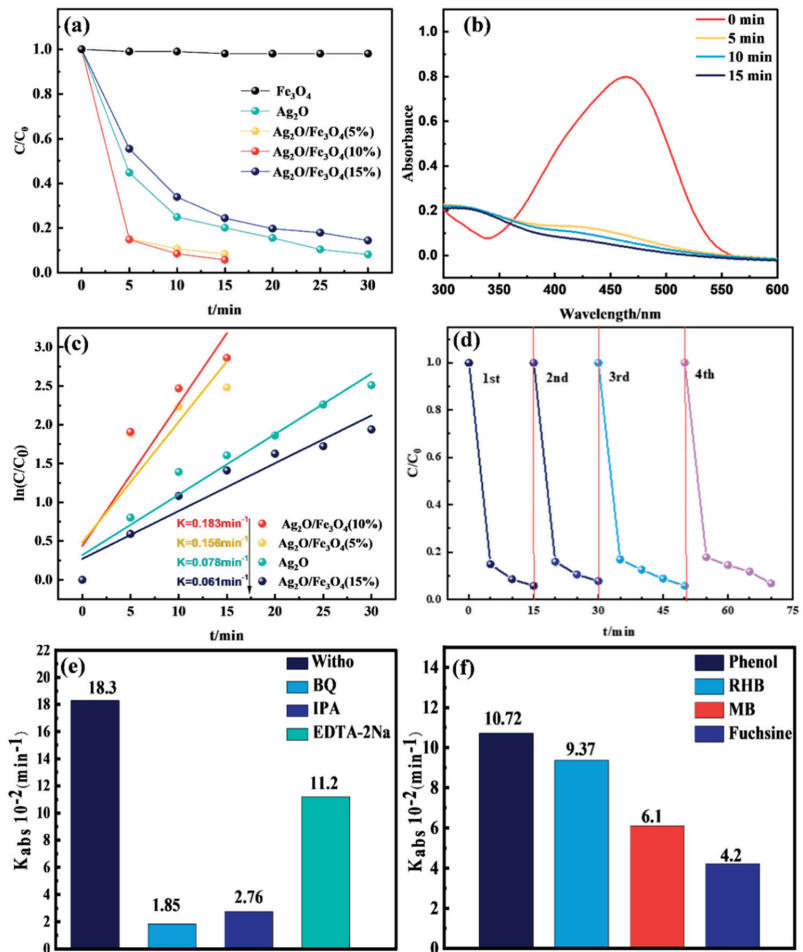 (a)
1.0
0.8
0.6
0.4
0.2
0.0
C/C₀
Fe₃O₄
Ag₂O
Ag₂O/Fe₃O₄(5%)
Ag₂O/Fe₃O₄(10%)
Ag₂O/Fe₃O₄(15%)
0 5 10 15 20 25 30
t/min
(b)
1.0
0.8
0.6
0.4
0.2
0.0
Absorbance
0 min
5 min
10 min
15 min
300 350 400 450 500 550 600
Wavelength/nm
(c)
3.0
2.5
2.0
1.5
1.0
0.5
0.0
ln(C/C₀)
K=0.183min⁻¹ Ag₂O/Fe₃O₄(10%)
K=0.156min⁻¹ Ag₂O/Fe₃O₄(5%)
K=0.078min⁻¹ Ag₂O
K=0.061min⁻¹ Ag₂O/Fe₃O₄(15%)
0 5 10 15 20 25 30
t/min
(d)
1.0
0.8
0.6
0.4
0.2
0.0
C/C₀
1st 2nd 3rd 4th
0 15 30 45 60 75
t/min
(e)
22
20
18
16
14
12
10
8
6
4
2
0
Kabs 10⁻² (min⁻¹)
Witho
BQ
IPA
EDTA-2Na
18.3
1.85
2.76
11.2
(f)
14
12
10
8
6
4
2
0
Kabs 10⁻² (min⁻¹)
Phenol
RHB
MB
Fuchsine
10.72
9.37
6.1
4.2